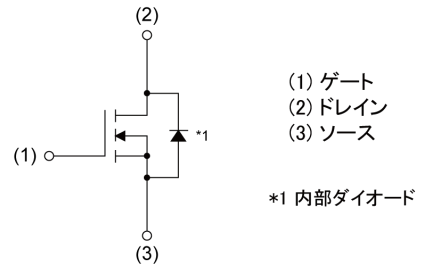 (2)
(1) ゲート
(2) ドレイン
(3) ソース
*1
(1)
*1 内部ダイオード
(3)